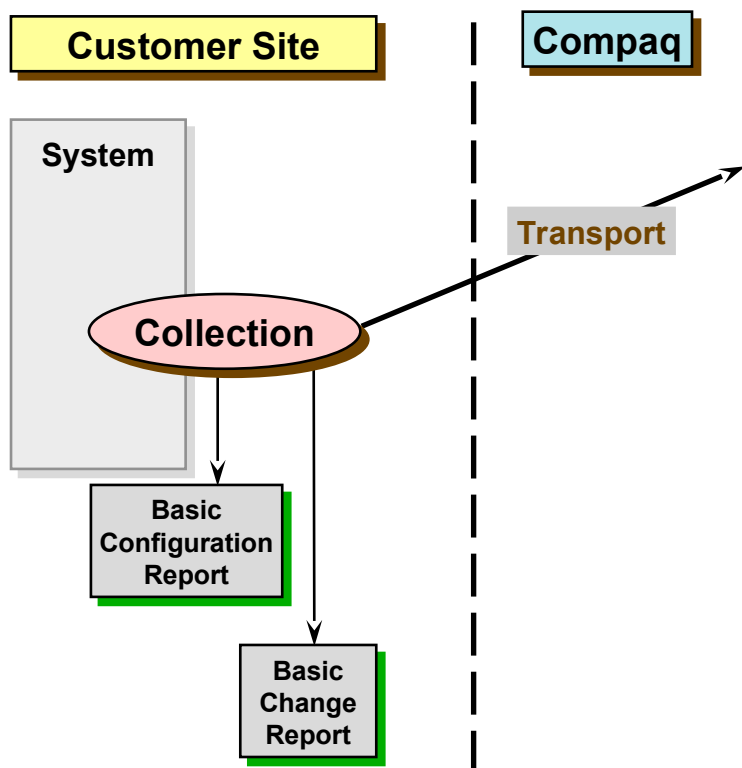 Customer Site
Compaq
System
Transport
Collection
Basic
Configuration
Report
Basic
Change
Report